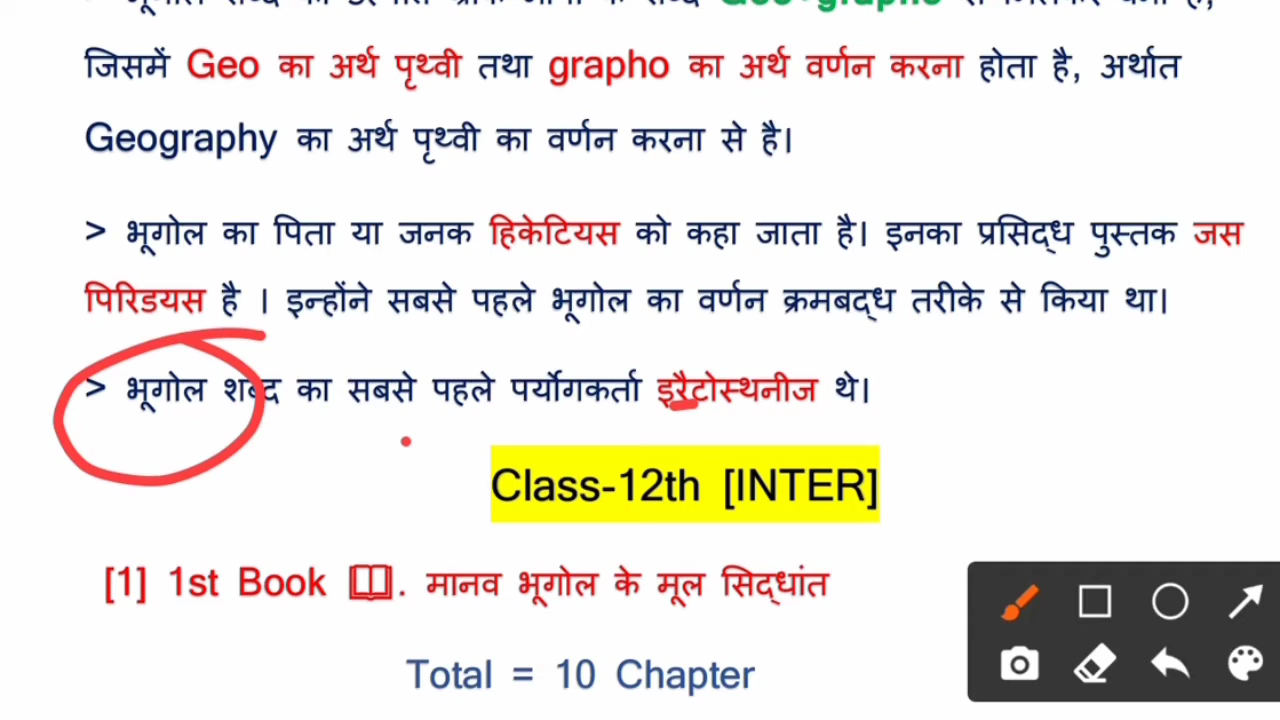 जिसमें Geo का अर्थ पृथ्वी तथा grapho का अर्थ वर्णन करना होता है, अर्थात
Geography का अर्थ पृथ्वी का वर्णन करना से है।
> भूगोल का पिता या जनक हिकेटियस को कहा जाता है। इनका प्रसिद्ध पुस्तक जस
पिरिडयस है । इन्होंने सबसे पहले भूगोल का वर्णन क्रमबद्ध तरीके से किया था।
> भूगोल शब्द का सबसे पहले पर्योगकर्ता इरैटोस्थनीज थे।
Class-12th [INTER]
[1] 1st Book 📖. मानव भूगोल के मूल सिद्धांत
Total = 10 Chapter